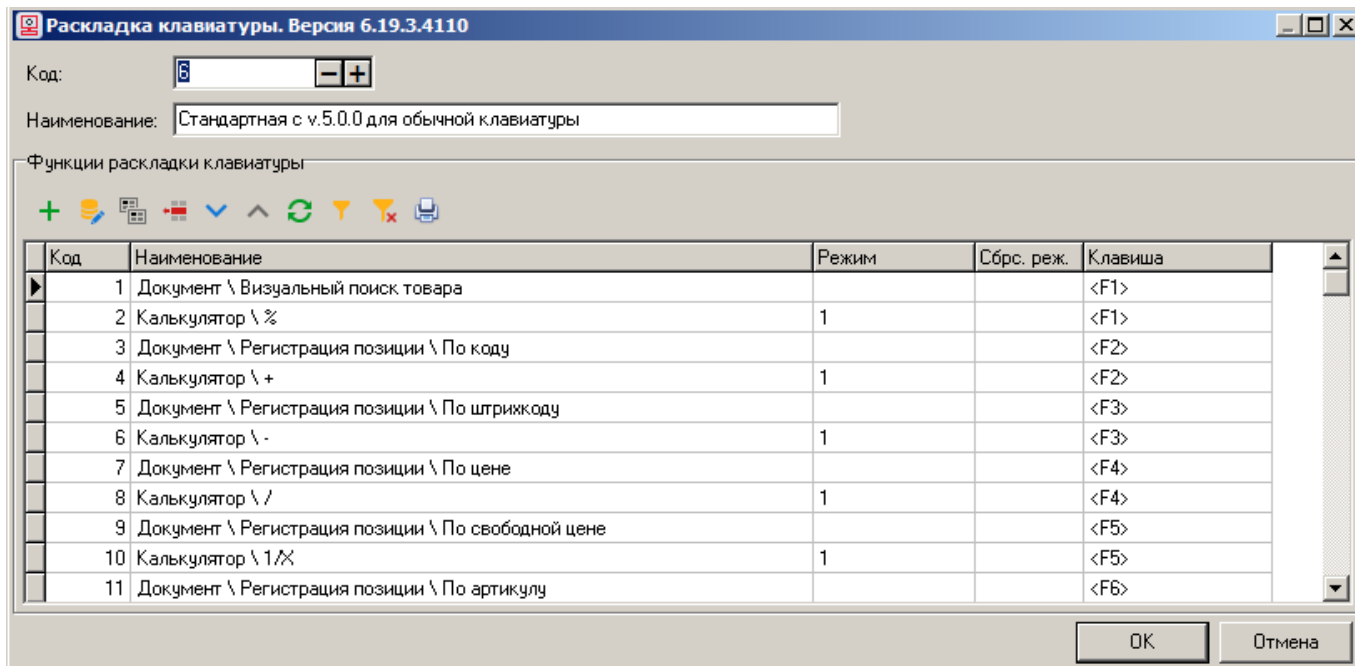 Раскладка клавиатуры. Версия 6.19.3.4110
Код: 6
Наименование: Стандартная с v.5.0.0 для обычной клавиатуры
Функции раскладки клавиатуры
Код Наименование Режим Сбрс. реж. Клавиша
1 Документ \ Визуальный поиск товара <F1>
2 Калькулятор \ % 1 <F1>
3 Документ \ Регистрация позиции \ По коду <F2>
4 Калькулятор \ + 1 <F2>
5 Документ \ Регистрация позиции \ По штрихкоду <F3>
6 Калькулятор \ - 1 <F3>
7 Документ \ Регистрация позиции \ По цене <F4>
8 Калькулятор \ / 1 <F4>
9 Документ \ Регистрация позиции \ По свободной цене <F5>
10 Калькулятор \ 1/X 1 <F5>
11 Документ \ Регистрация позиции \ По артикулу <F6>
OK Отмена